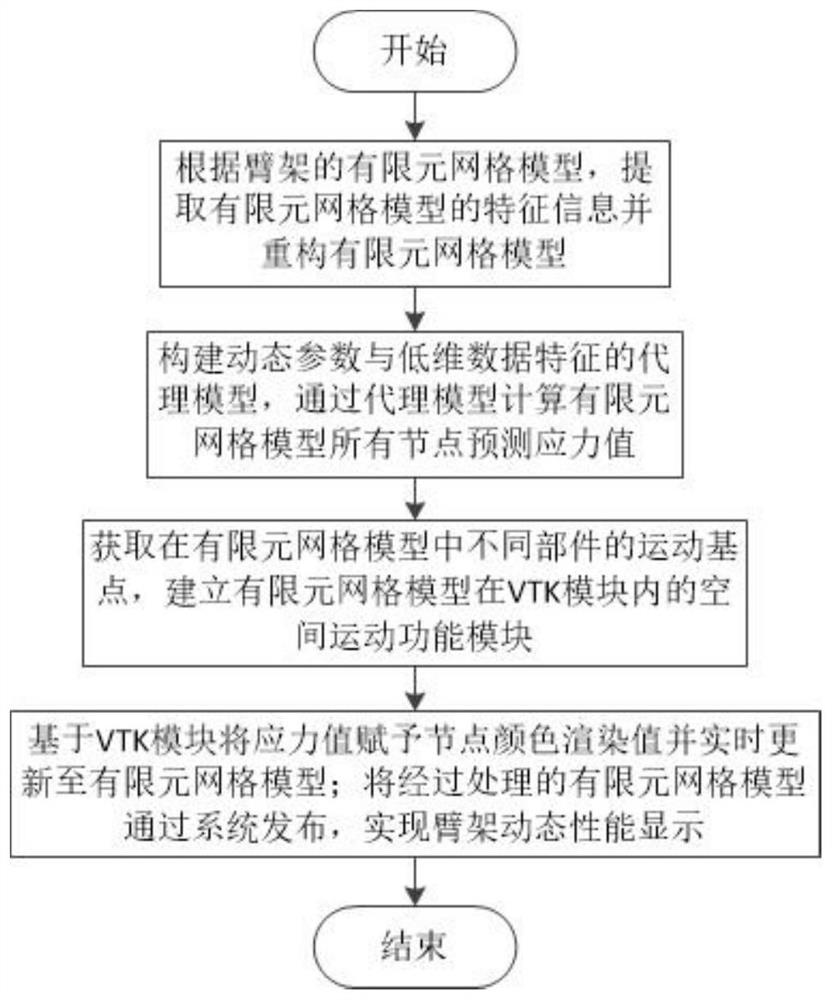 开始
根据臂架的有限元网格模型，提
取有限元网格模型的特征信息并
重构有限元网格模型
构建动态参数与低维数据特征的代
理模型，通过代理模型计算有限元
网格模型所有节点预测应力值
获取在有限元网格模型中不同部件的运动基
点，建立有限元网格模型在VTK模块内的空
间运动功能模块
基于VTK模块将应力值赋予节点颜色渲染值并实时更
新至有限元网格模型；将经过处理的有限元网格模型
通过系统发布，实现臂架动态性能显示
结束